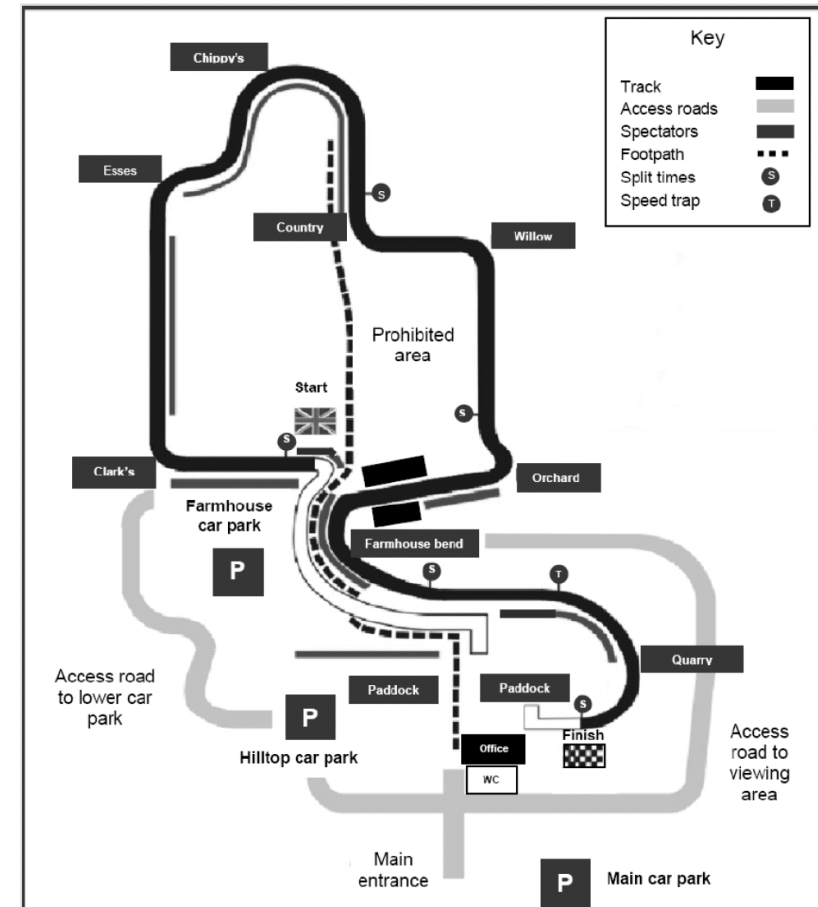 Chippy's
Key
Track
Access roads
Spectators
Footpath
Split times
S
Speed trap
T
Esses
S
Country
Willow
Prohibited
area
Start
S
S
Clark's
Orchard
Farmhouse
car park
Farmhouse bend
P
S
T
Quarry
Access road
to lower car
park
Paddock
Paddock
S
P
Finish
Office
WC
Hilltop car park
Access
road to
viewing
area
Main
entrance
P
Main car park